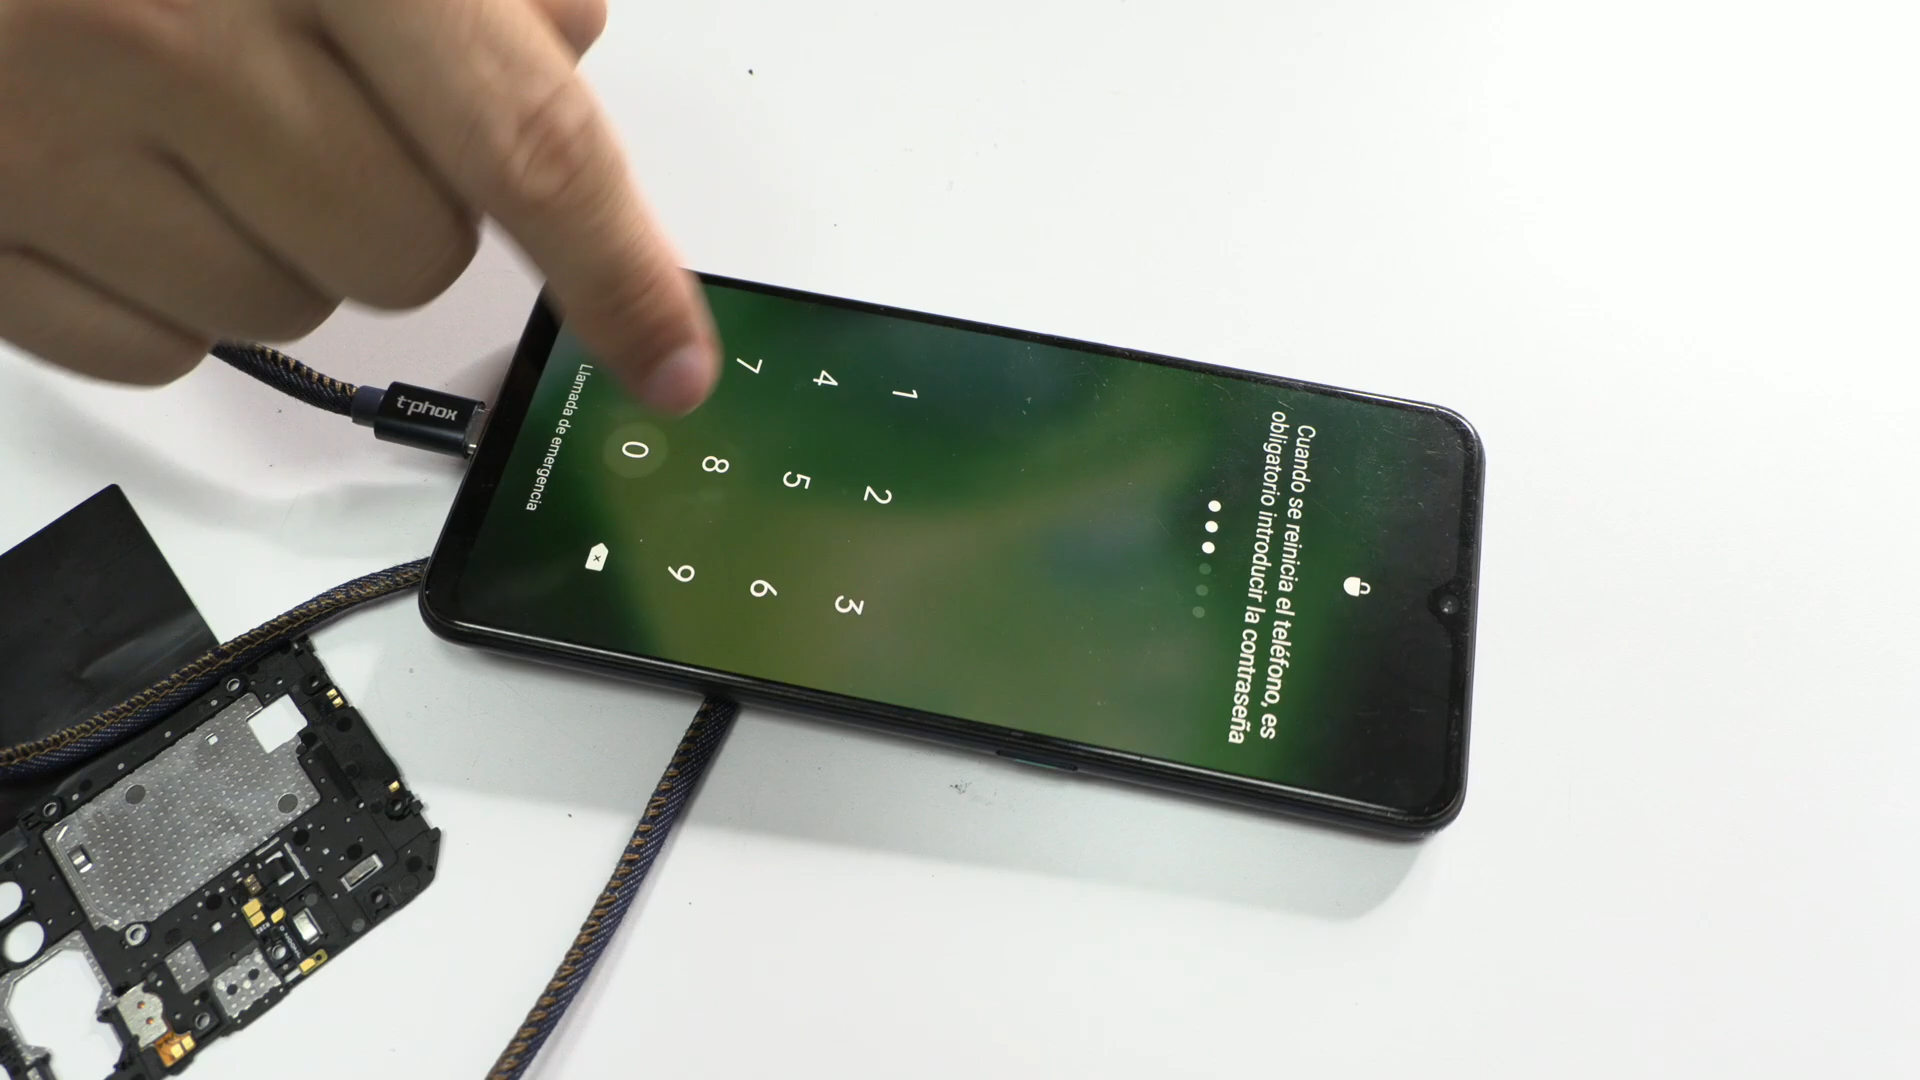 Cuando se reinicia el teléfono, es
obligatorio introducir la contraseña
1 2 3
4 5 6
7 8 9
0
Llamada de emergencia
t-phox